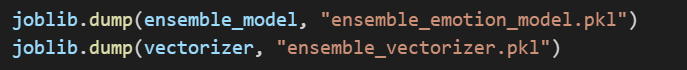 joblib.dump(ensemble_model, "ensemble_emotion_model.pkl")
joblib.dump(vectorizer, "ensemble_vectorizer.pkl")